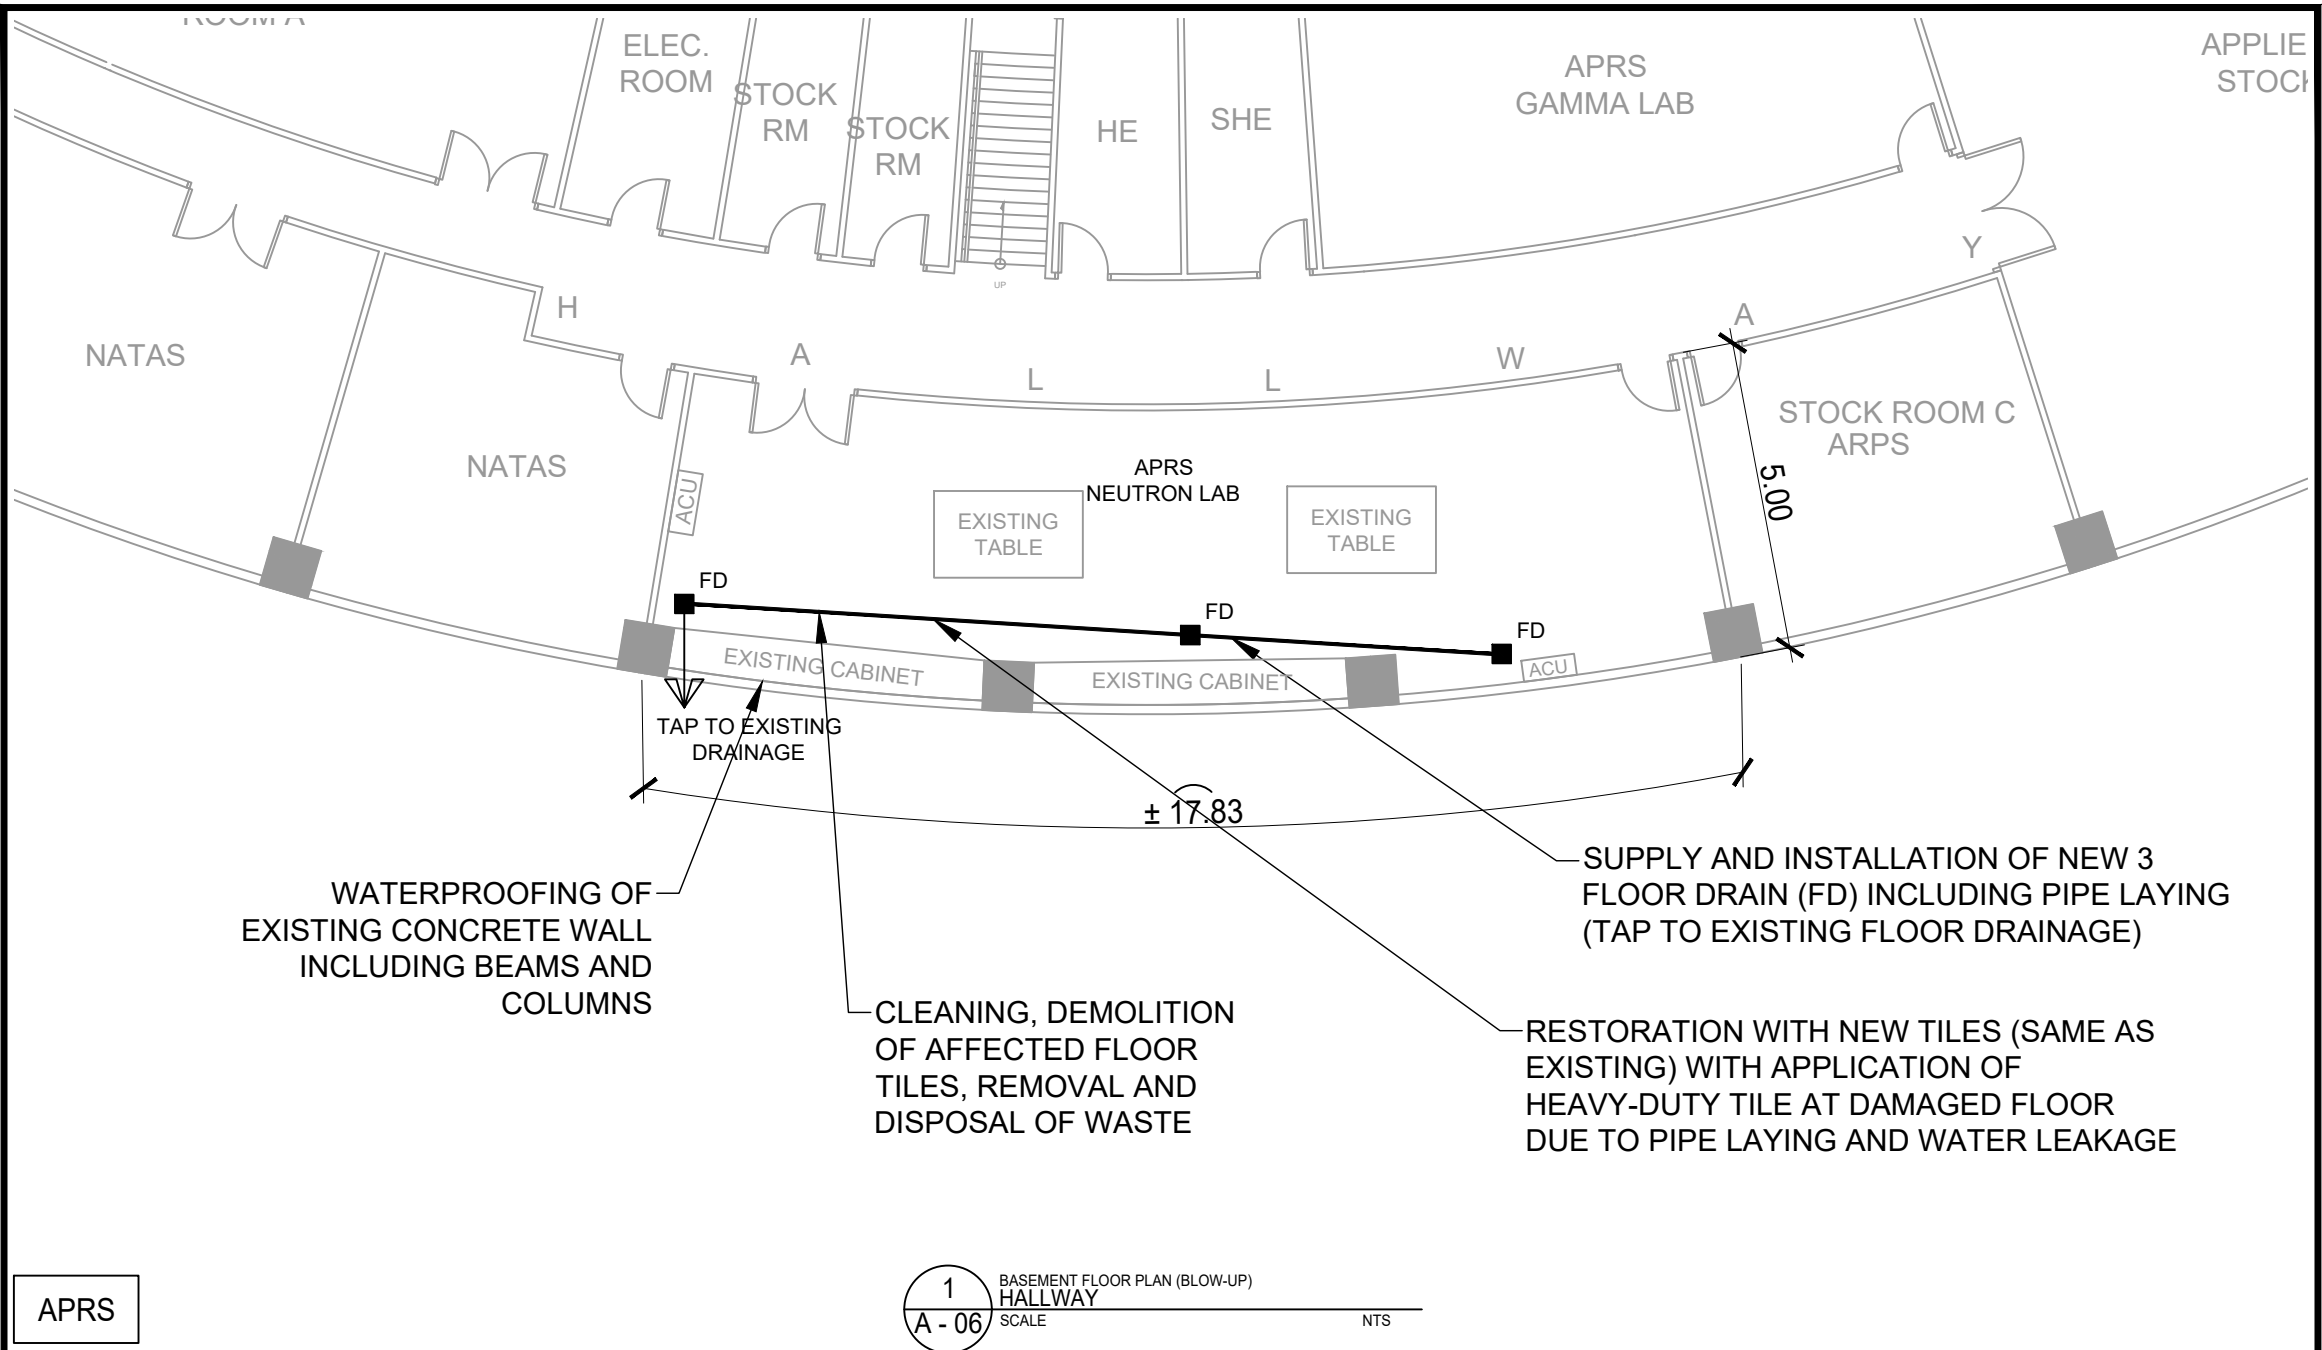 ROOM A
ELEC.
ROOM
STOCK
RM
STOCK
RM
HE
SHE
APRS
GAMMA LAB
APPLIE
STOCK
UP
H
A
L
L
W
A
Y
NATAS
NATAS
ACU
APRS
NEUTRON LAB
EXISTING
TABLE
EXISTING
TABLE
STOCK ROOM C
ARPS
5.00
FD
FD
FD
EXISTING CABINET
EXISTING CABINET
ACU
TAP TO EXISTING
DRAINAGE
± 17.83
WATERPROOFING OF
EXISTING CONCRETE WALL
INCLUDING BEAMS AND
COLUMNS
CLEANING, DEMOLITION
OF AFFECTED FLOOR
TILES, REMOVAL AND
DISPOSAL OF WASTE
SUPPLY AND INSTALLATION OF NEW 3
FLOOR DRAIN (FD) INCLUDING PIPE LAYING
(TAP TO EXISTING FLOOR DRAINAGE)
RESTORATION WITH NEW TILES (SAME AS
EXISTING) WITH APPLICATION OF
HEAVY-DUTY TILE AT DAMAGED FLOOR
DUE TO PIPE LAYING AND WATER LEAKAGE
APRS
1
A - 06
BASEMENT FLOOR PLAN (BLOW-UP)
HALLWAY
SCALE NTS